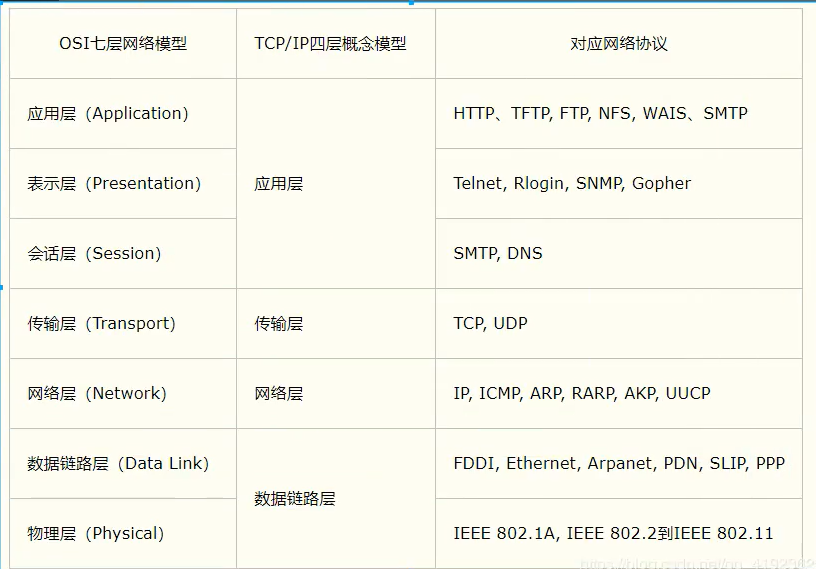 OSI七层网络模型 TCP/IP四层概念模型 对应网络协议
应用层（Application） HTTP、TFTP, FTP, NFS, WAIS、SMTP
表示层（Presentation） 应用层 Telnet, Rlogin, SNMP, Gopher
会话层（Session） SMTP, DNS
传输层（Transport） 传输层 TCP, UDP
网络层（Network） 网络层 IP, ICMP, ARP, RARP, AKP, UUCP
数据链路层（Data Link） FDDI, Ethernet, Arpanet, PDN, SLIP, PPP
数据链路层
物理层（Physical） IEEE 802.1A, IEEE 802.2到IEEE 802.11